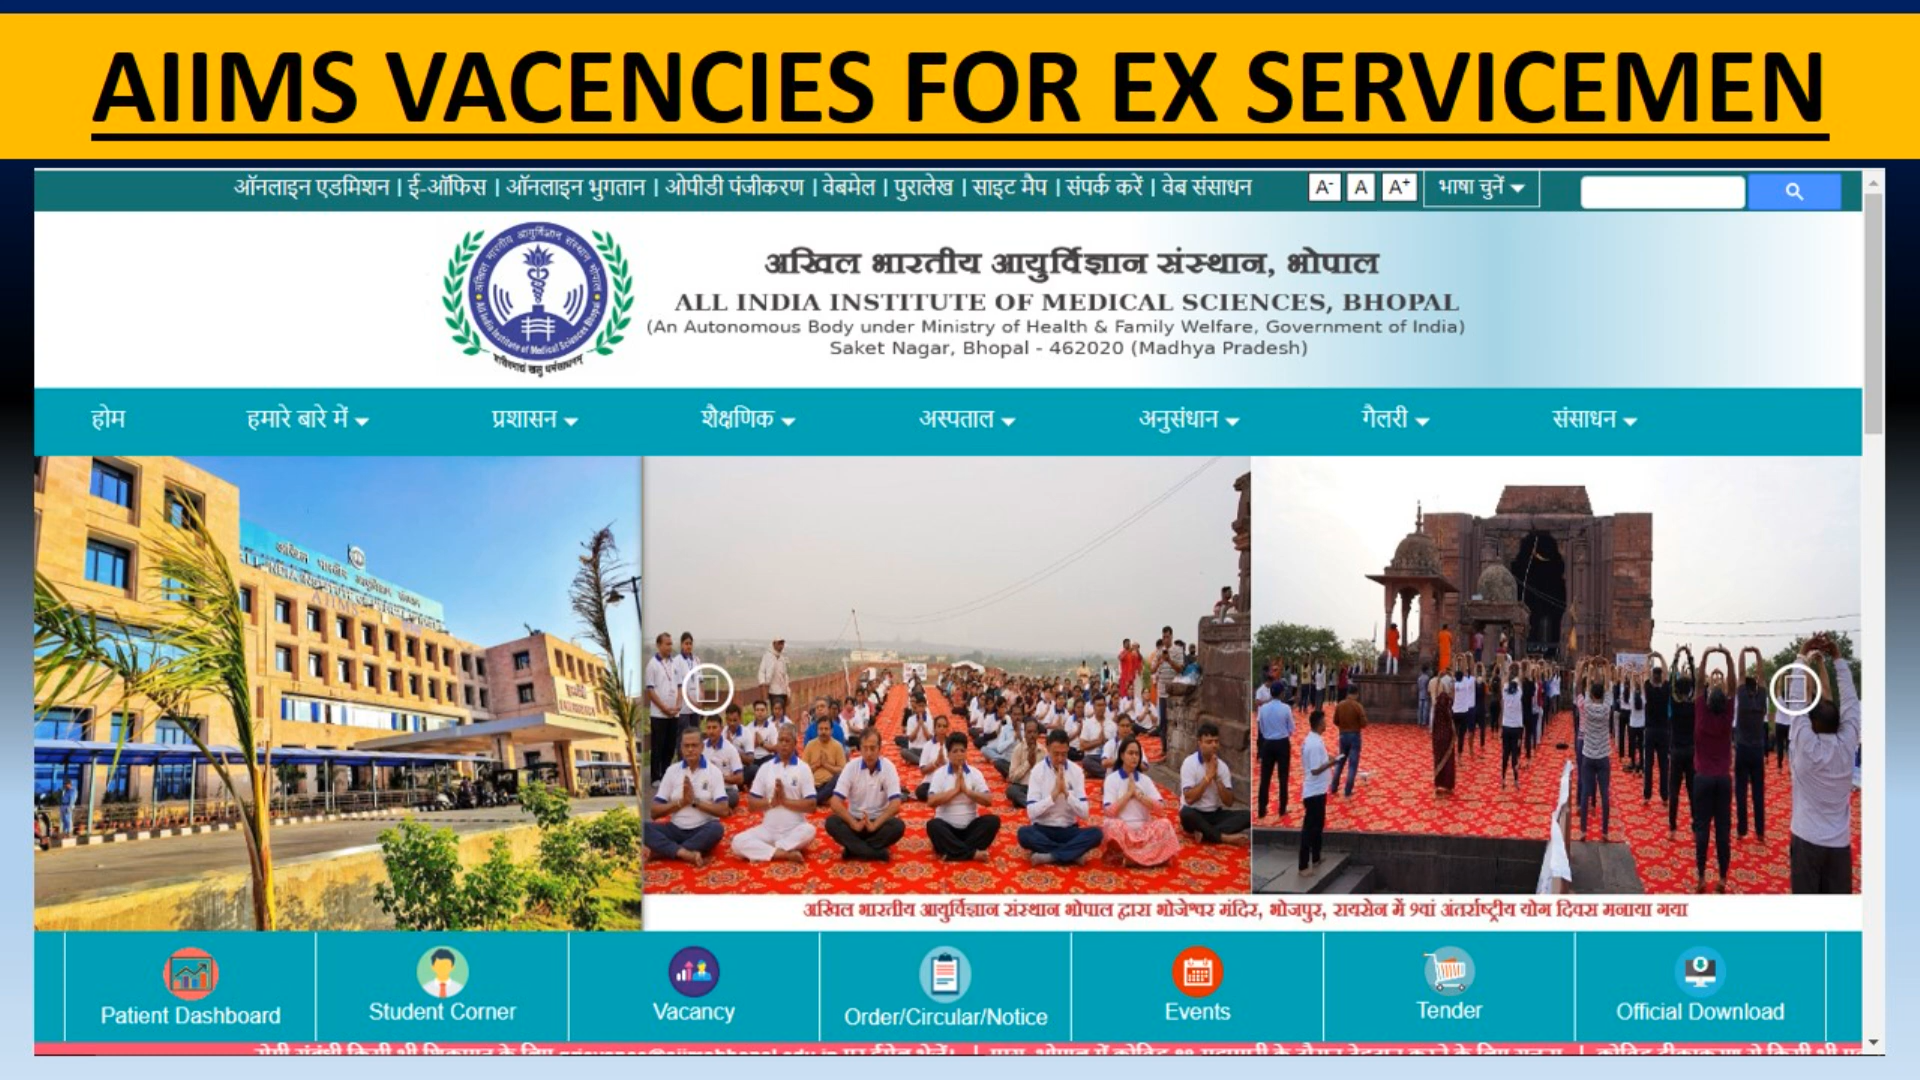 AIIMS VACENCIES FOR EX SERVICEMEN
ऑनलाइन एडमिशन | ई-ऑफिस | ऑनलाइन भुगतान | ओपीडी पंजीकरण | वेबमेल | पुरालेख | साइट मैप | संपर्क करें | वेब संसाधन
A- A A+ भाषा चुनें
अखिल भारतीय आयुर्विज्ञान संस्थान, भोपाल
ALL INDIA INSTITUTE OF MEDICAL SCIENCES, BHOPAL
(An Autonomous Body under Ministry of Health & Family Welfare, Government of India)
Saket Nagar, Bhopal - 462020 (Madhya Pradesh)
होम हमारे बारे में प्रशासन शैक्षणिक अस्पताल अनुसंधान गैलरी संसाधन
AIIMS
अखिल भारतीय आयुर्विज्ञान संस्थान भोपाल द्वारा भोजेश्वर मंदिर, भोजपुर, रायसेन में 9वां अंतर्राष्ट्रीय योग दिवस मनाया गया
Patient Dashboard Student Corner Vacancy Order/Circular/Notice Events Tender Official Download